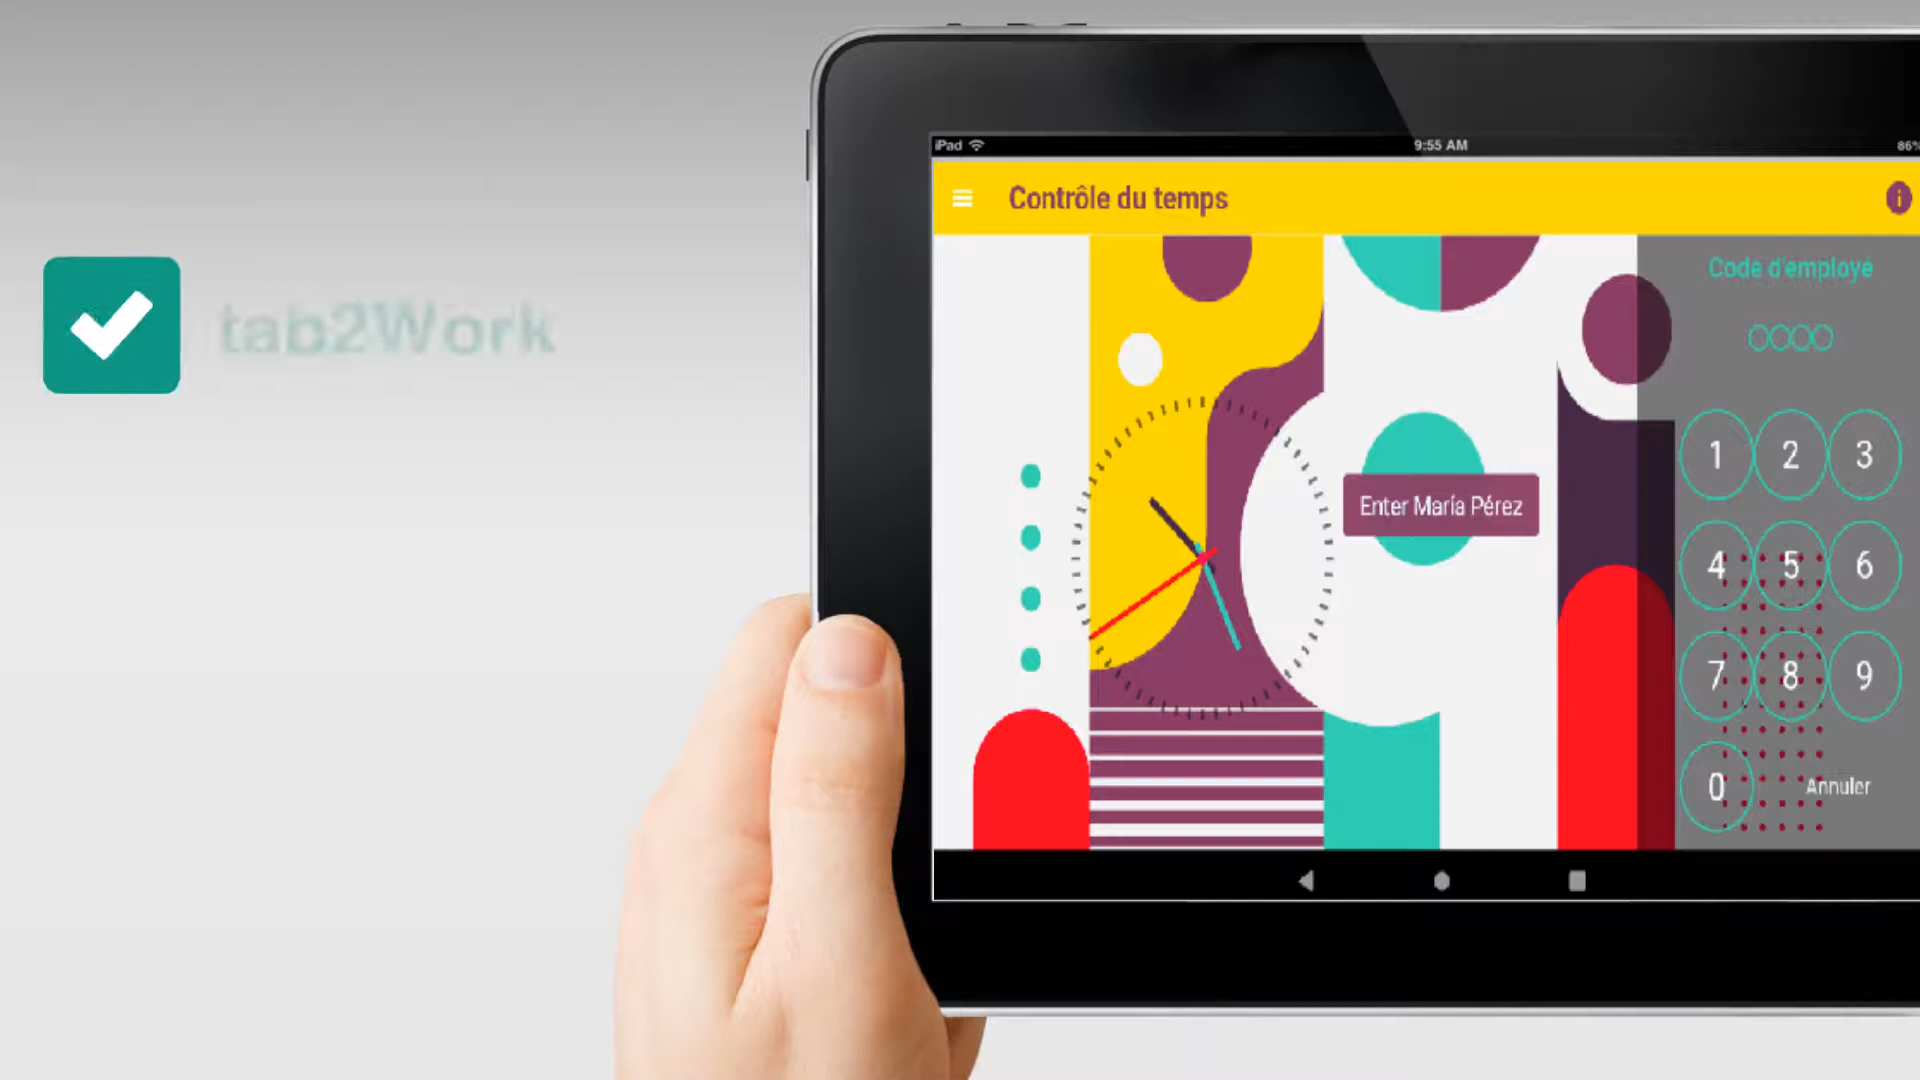 iPad
9:55 AM
86%
Contrôle du temps
i
Code d'employé
tab2Work
Enter María Pérez
1 2 3
4 5 6
7 8 9
0 Annuler